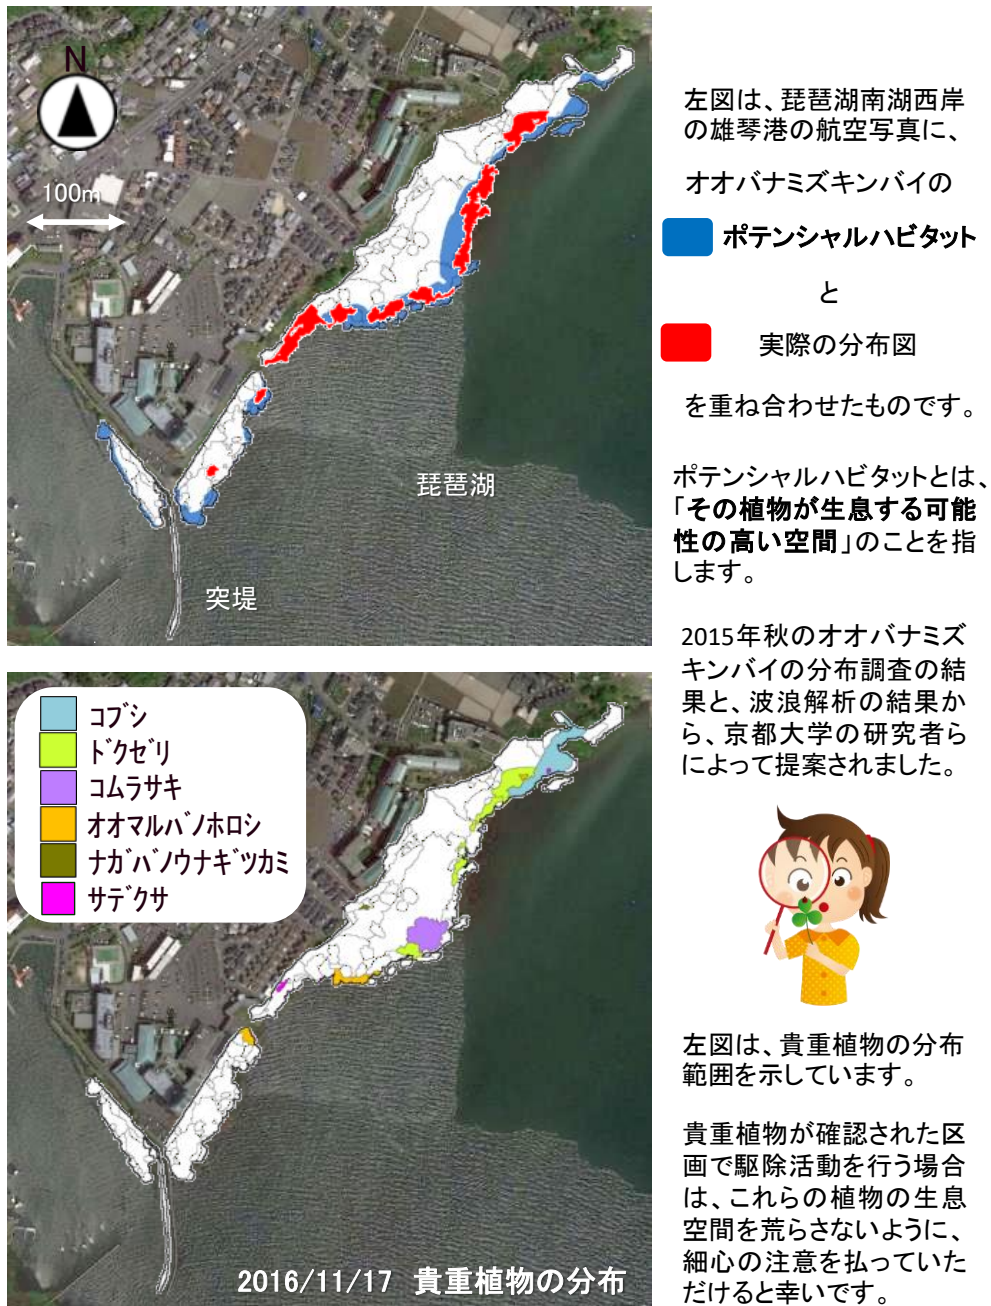 N
100m
琵琶湖
突堤
左図は、琵琶湖南湖西岸
の雄琴港の航空写真に、
オオバナミズキンバイの
ポテンシャルハビタット
と
実際の分布図
を重ね合わせたものです。
ポテンシャルハビタットとは、
「その植物が生息する可能
性の高い空間」のことを指
します。
2015年秋のオオバナミズ
キンバイの分布調査の結
果と、波浪解析の結果か
ら、京都大学の研究者ら
によって提案されました。
コブシ
ドクゼリ
コムラサキ
オオマルバノホロシ
ナガバノウナギツカミ
サデクサ
2016/11/17 貴重植物の分布
左図は、貴重植物の分布
範囲を示しています。
貴重植物が確認された区
画で駆除活動を行う場合
は、これらの植物の生息
空間を荒らさないように、
細心の注意を払っていた
だけると幸いです。